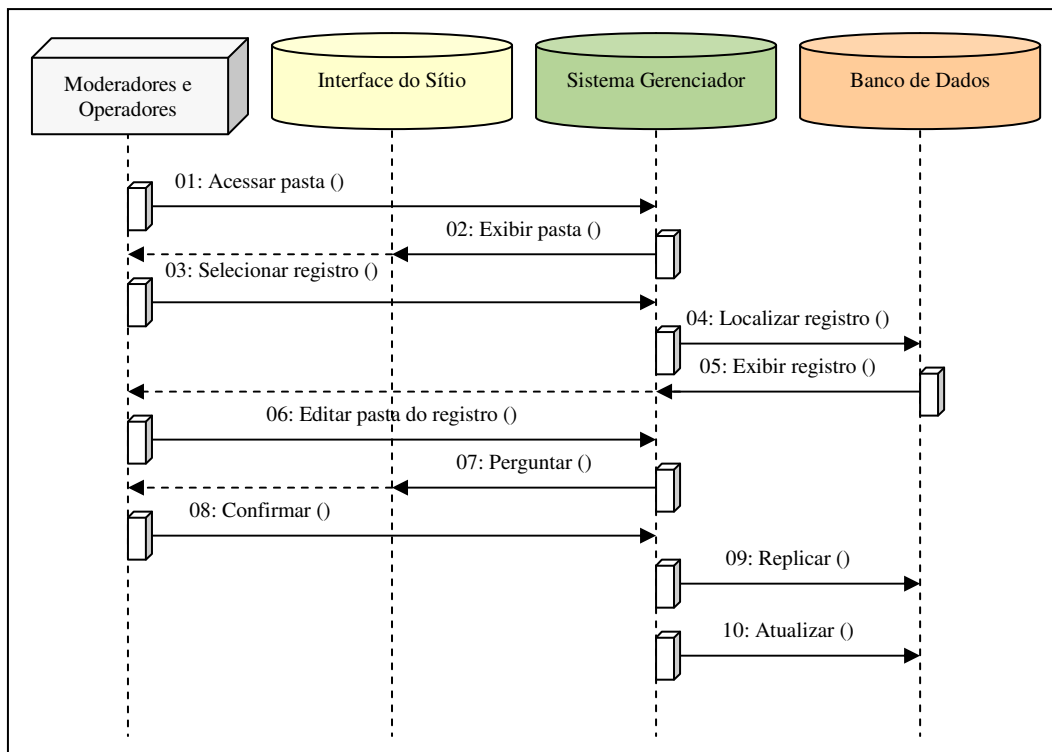 Moderadores e
Operadores
Interface do Sítio
Sistema Gerenciador
Banco de Dados
01: Acessar pasta ()
02: Exibir pasta ()
03: Selecionar registro ()
04: Localizar registro ()
05: Exibir registro ()
06: Editar pasta do registro ()
07: Perguntar ()
08: Confirmar ()
09: Replicar ()
10: Atualizar ()